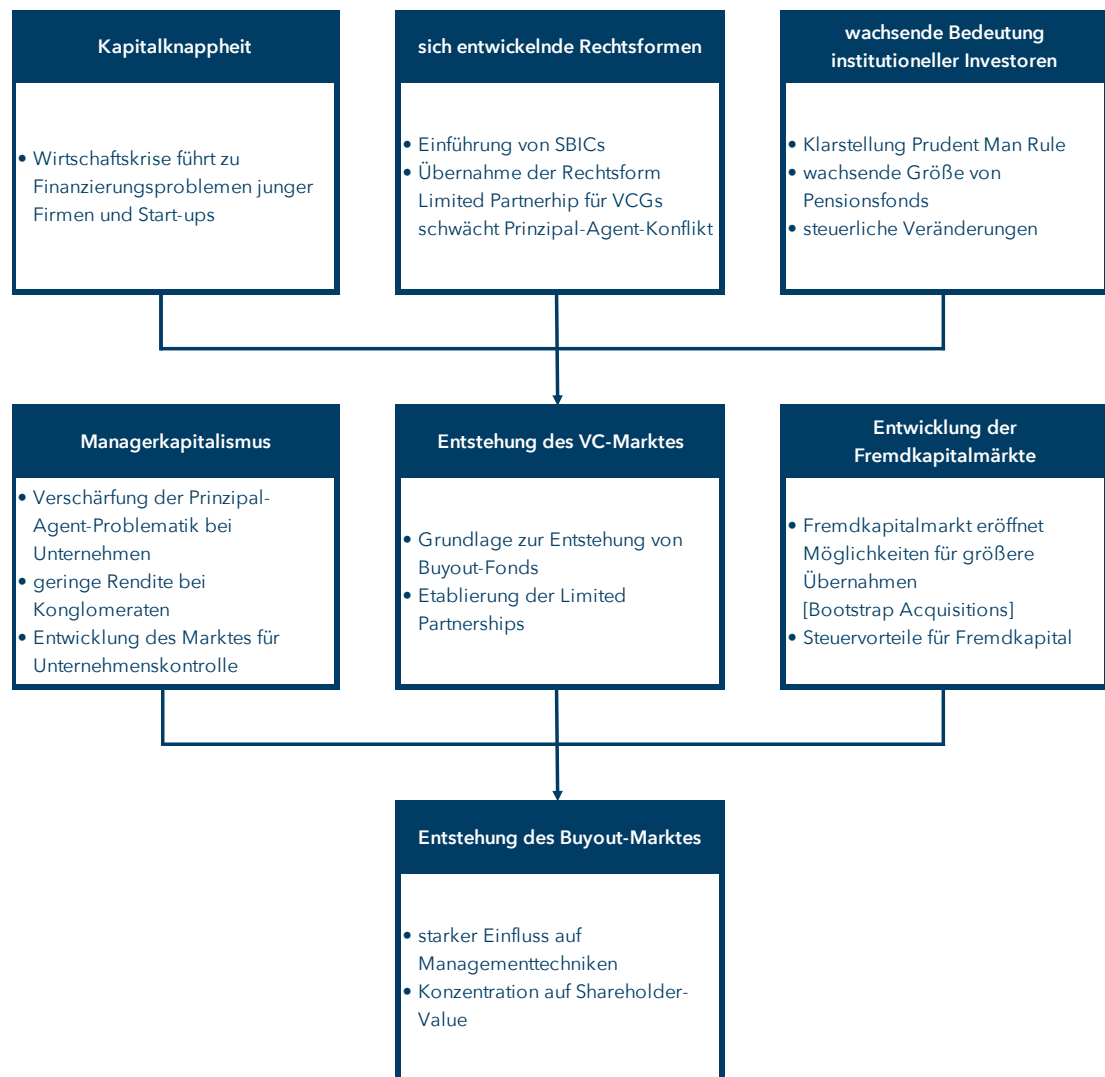 Kapitalknappheit
• Wirtschaftskrise führt zu
Finanzierungsproblemen junger
Firmen und Start-ups
sich entwickelnde Rechtsformen
• Einführung von SBICs
• Übernahme der Rechtsform
Limited Partnerhip für VCGs
schwächt Prinzipal-Agent-Konflikt
wachsende Bedeutung
institutioneller Investoren
• Klarstellung Prudent Man Rule
• wachsende Größe von
Pensionsfonds
• steuerliche Veränderungen
Managerkapitalismus
• Verschärfung der Prinzipal-
Agent-Problematik bei
Unternehmen
• geringe Rendite bei
Konglomeraten
• Entwicklung des Marktes für
Unternehmenskontrolle
Entstehung des VC-Marktes
• Grundlage zur Entstehung von
Buyout-Fonds
• Etablierung der Limited
Partnerships
Entwicklung der
Fremdkapitalmärkte
• Fremdkapitalmarkt eröffnet
Möglichkeiten für größere
Übernahmen
[Bootstrap Acquisitions]
• Steuervorteile für Fremdkapital
Entstehung des Buyout-Marktes
• starker Einfluss auf
Managementtechniken
• Konzentration auf Shareholder-
Value